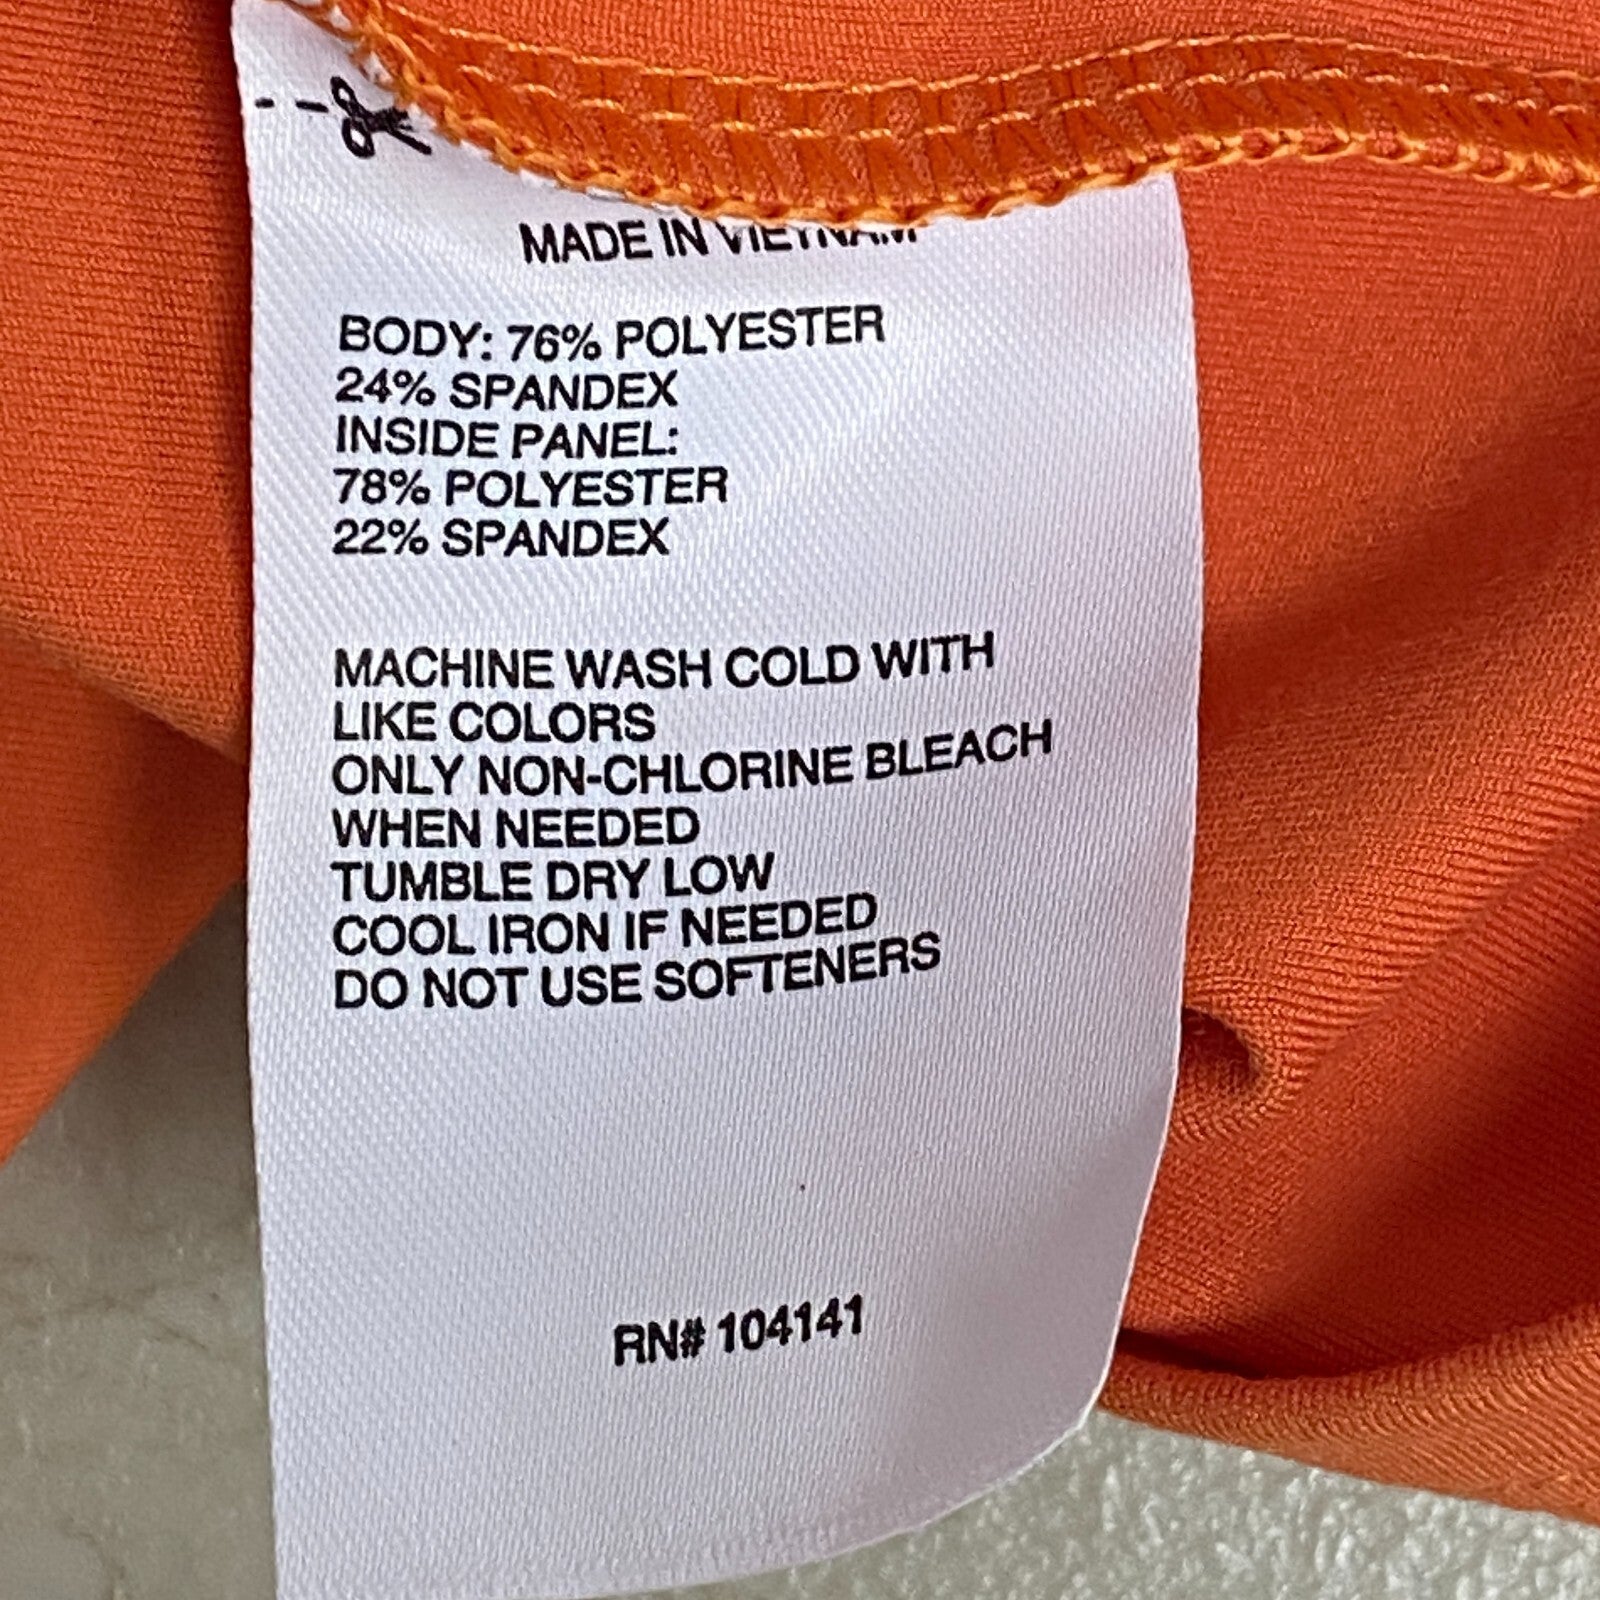 MADE IN VIETNAM
BODY: 76% POLYESTER
24% SPANDEX
INSIDE PANEL:
78% POLYESTER
22% SPANDEX
MACHINE WASH COLD WITH
LIKE COLORS
ONLY NON-CHLORINE BLEACH
WHEN NEEDED
TUMBLE DRY LOW
COOL IRON IF NEEDED
DO NOT USE SOFTENERS
RN# 104141